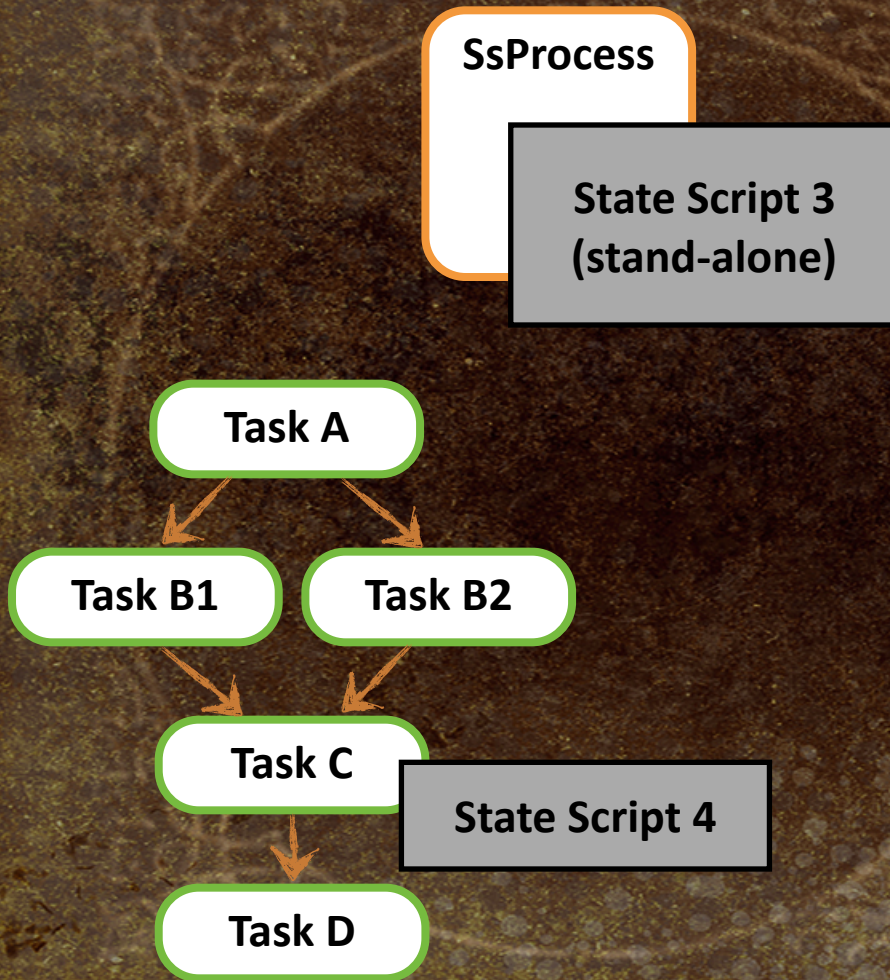 SsProcess
State Script 3
(stand-alone)
Task A
Task B1
Task B2
Task C
State Script 4
Task D